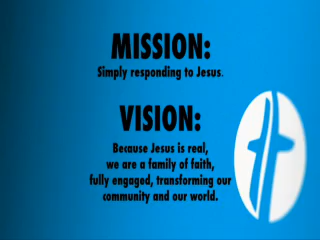 MISSION:
Simply responding to Jesus.
VISION:
Because Jesus is real,
we are a family of faith,
fully engaged, transforming our
community and our world.